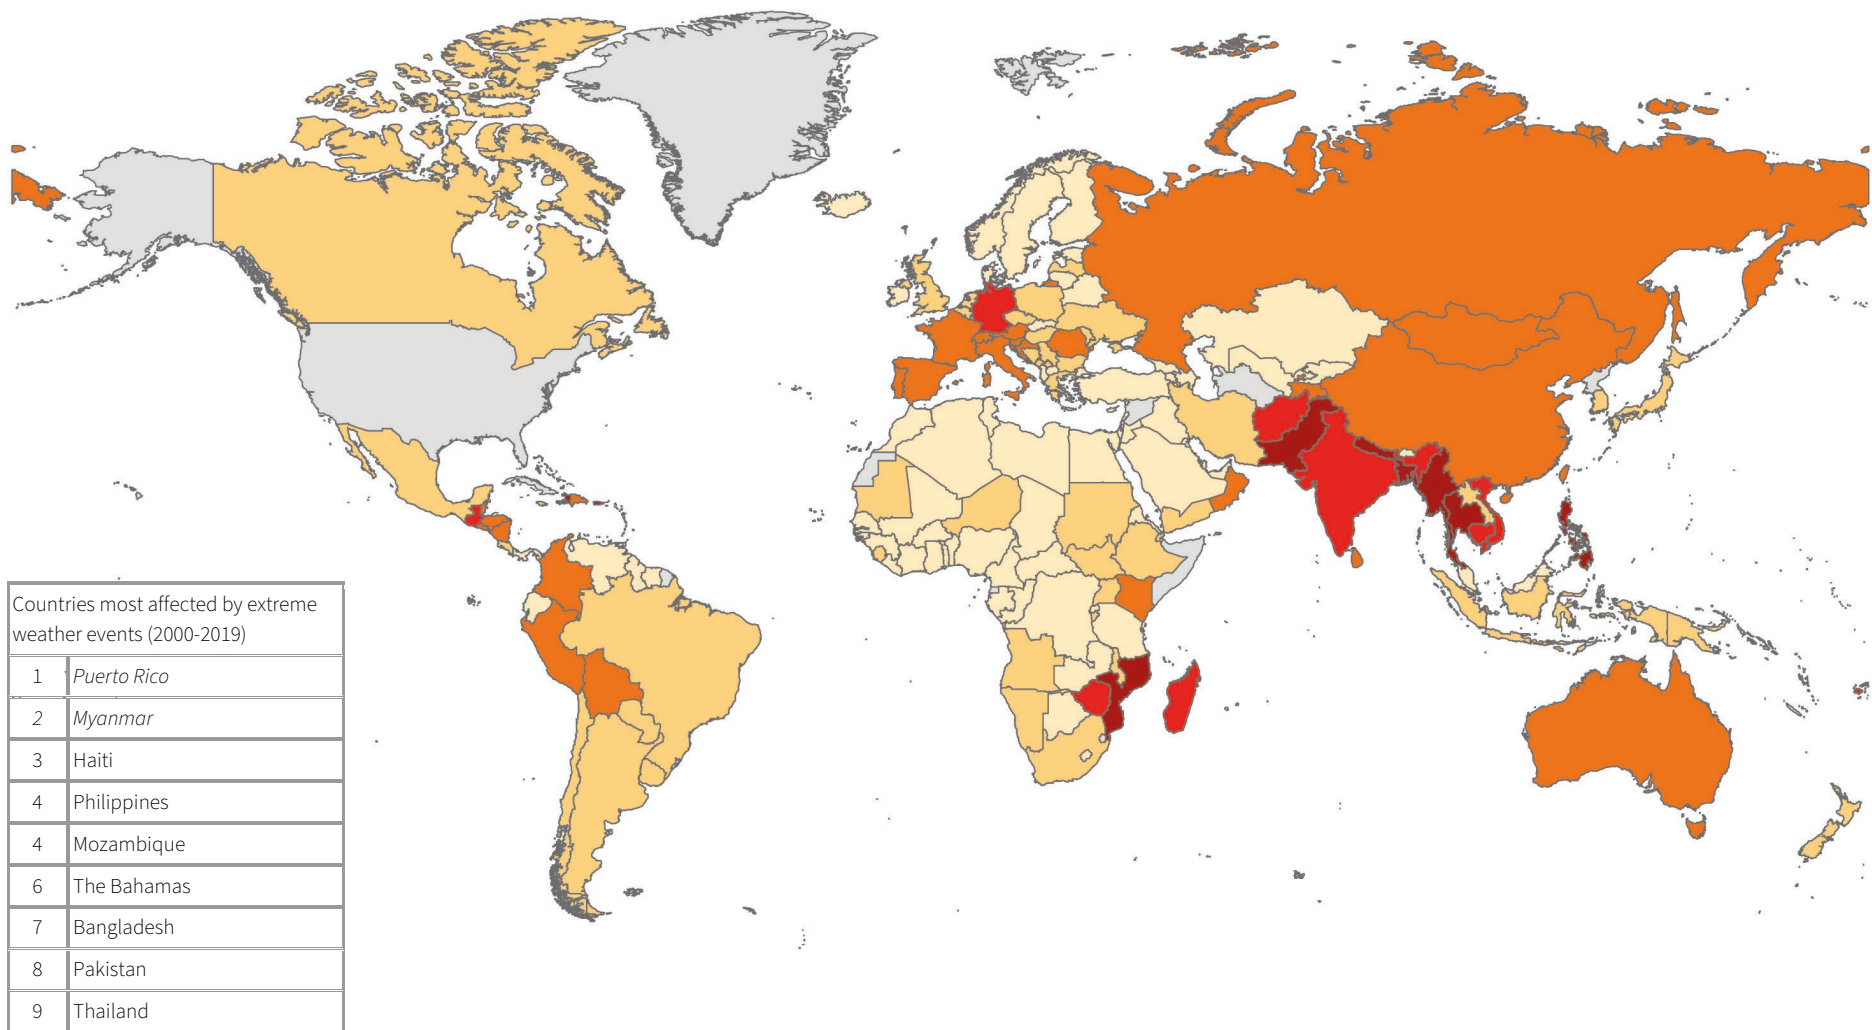 Countries most affected by extreme
weather events (2000-2019)
1 Puerto Rico
2 Myanmar
3 Haiti
4 Philippines
4 Mozambique
6 The Bahamas
7 Bangladesh
8 Pakistan
9 Thailand